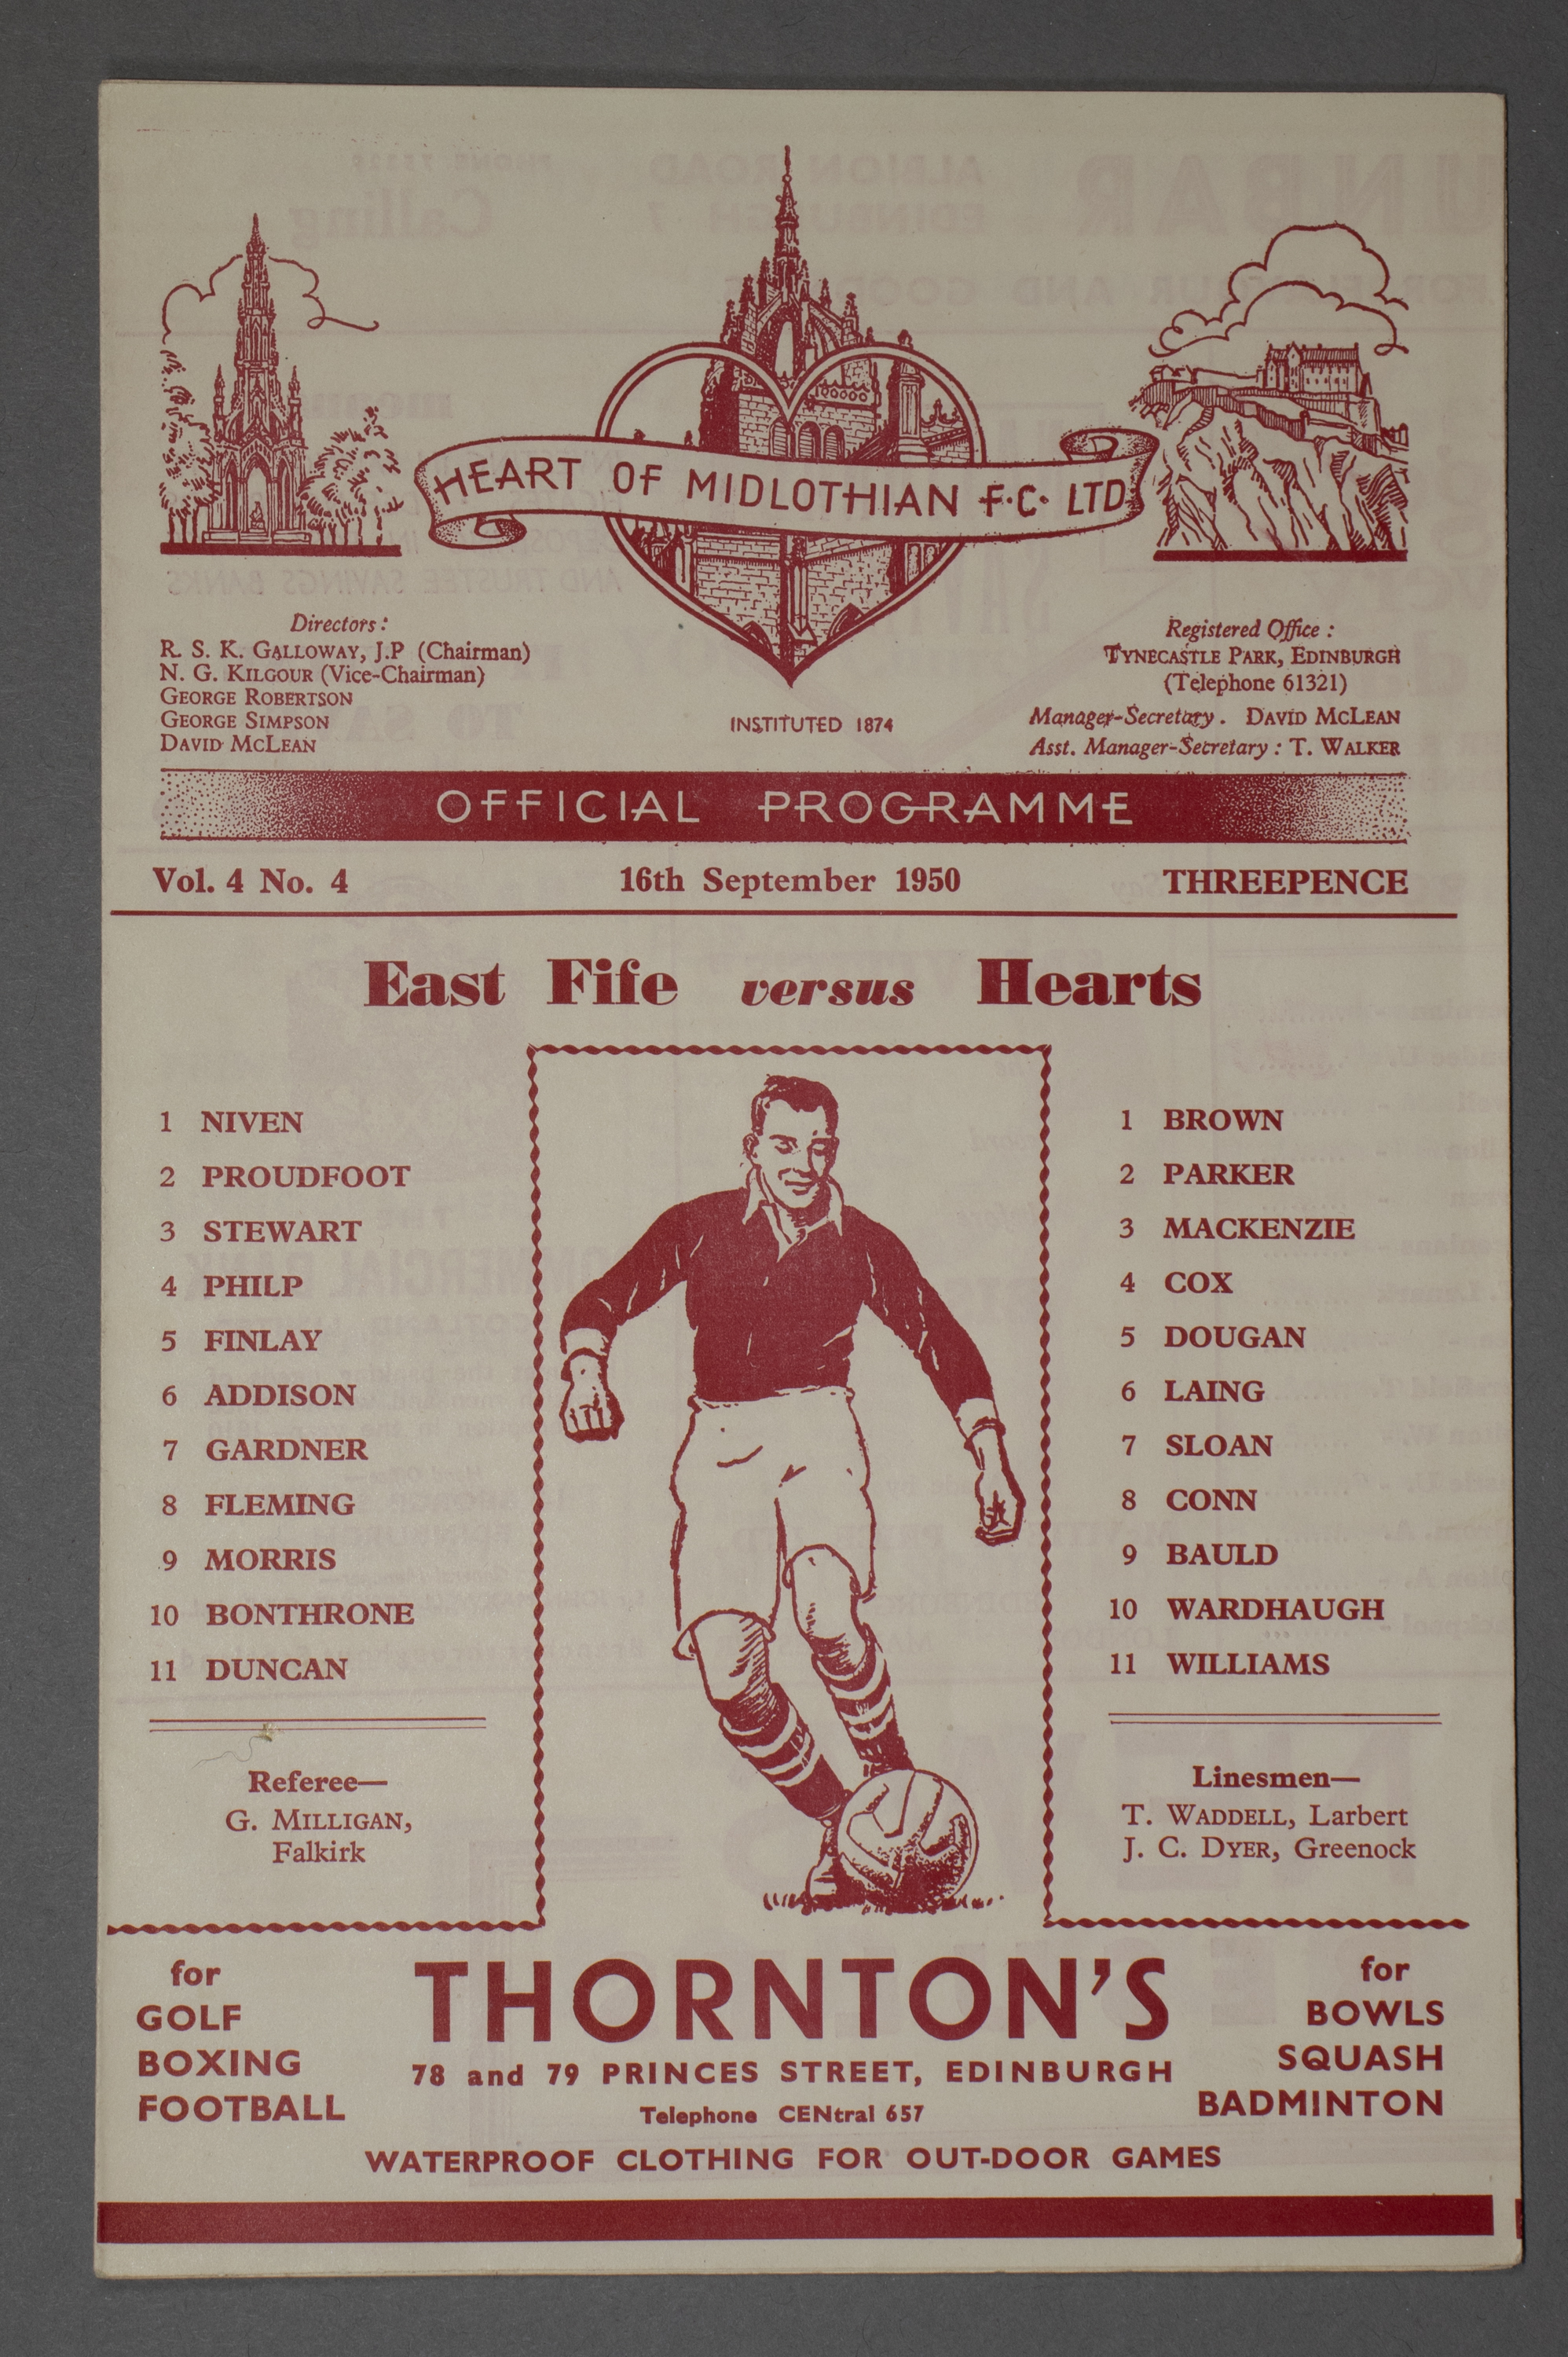 HEART OF MIDLOTHIAN F.C. LTD.
Directors:
R. S. K. GALLOWAY, J.P (Chairman)
N. G. KILGOUR (Vice-Chairman)
GEORGE ROBERTSON
GEORGE SIMPSON
DAVID McLEAN
INSTITUTED 1874
Registered Office:
TYNECASTLE PARK, EDINBURGH
(Telephone 61321)
Manager-Secretary. DAVID McLEAN
Asst. Manager-Secretary: T. WALKER
OFFICIAL PROGRAMME
Vol. 4 No. 4 16th September 1950 THREEPENCE
East Fife versus Hearts
1 NIVEN
2 PROUDFOOT
3 STEWART
4 PHILP
5 FINLAY
6 ADDISON
7 GARDNER
8 FLEMING
9 MORRIS
10 BONTHRONE
11 DUNCAN
Referee—
G. MILLIGAN,
Falkirk
1 BROWN
2 PARKER
3 MACKENZIE
4 COX
5 DOUGAN
6 LAING
7 SLOAN
8 CONN
9 BAULD
10 WARDHAUGH
11 WILLIAMS
Linesmen—
T. WADDELL, Larbert
J. C. DYER, Greenock
for
GOLF
BOXING
FOOTBALL
THORNTON'S
78 and 79 PRINCES STREET, EDINBURGH
Telephone CENtral 657
for
BOWLS
SQUASH
BADMINTON
WATERPROOF CLOTHING FOR OUT-DOOR GAMES